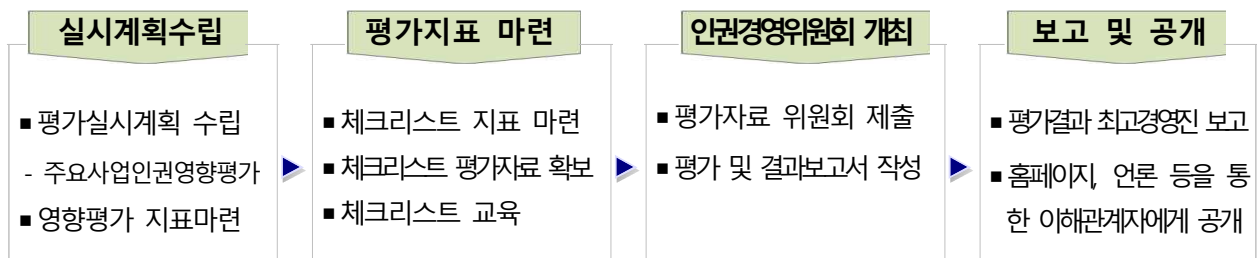 실시계획수립
■ 평가실시계획 수립
- 주요사업인권영향평가
■ 영향평가 지표마련
평가지표 마련
■ 체크리스트 지표 마련
■ 체크리스트 평가자료 확보
■ 체크리스트 교육
인권경영위원회 개최
■ 평가자료 위원회 제출
■ 평가 및 결과보고서 작성
보고 및 공개
■ 평가결과 최고경영진 보고
■ 홈페이지, 언론 등을 통
한 이해관계자에게 공개